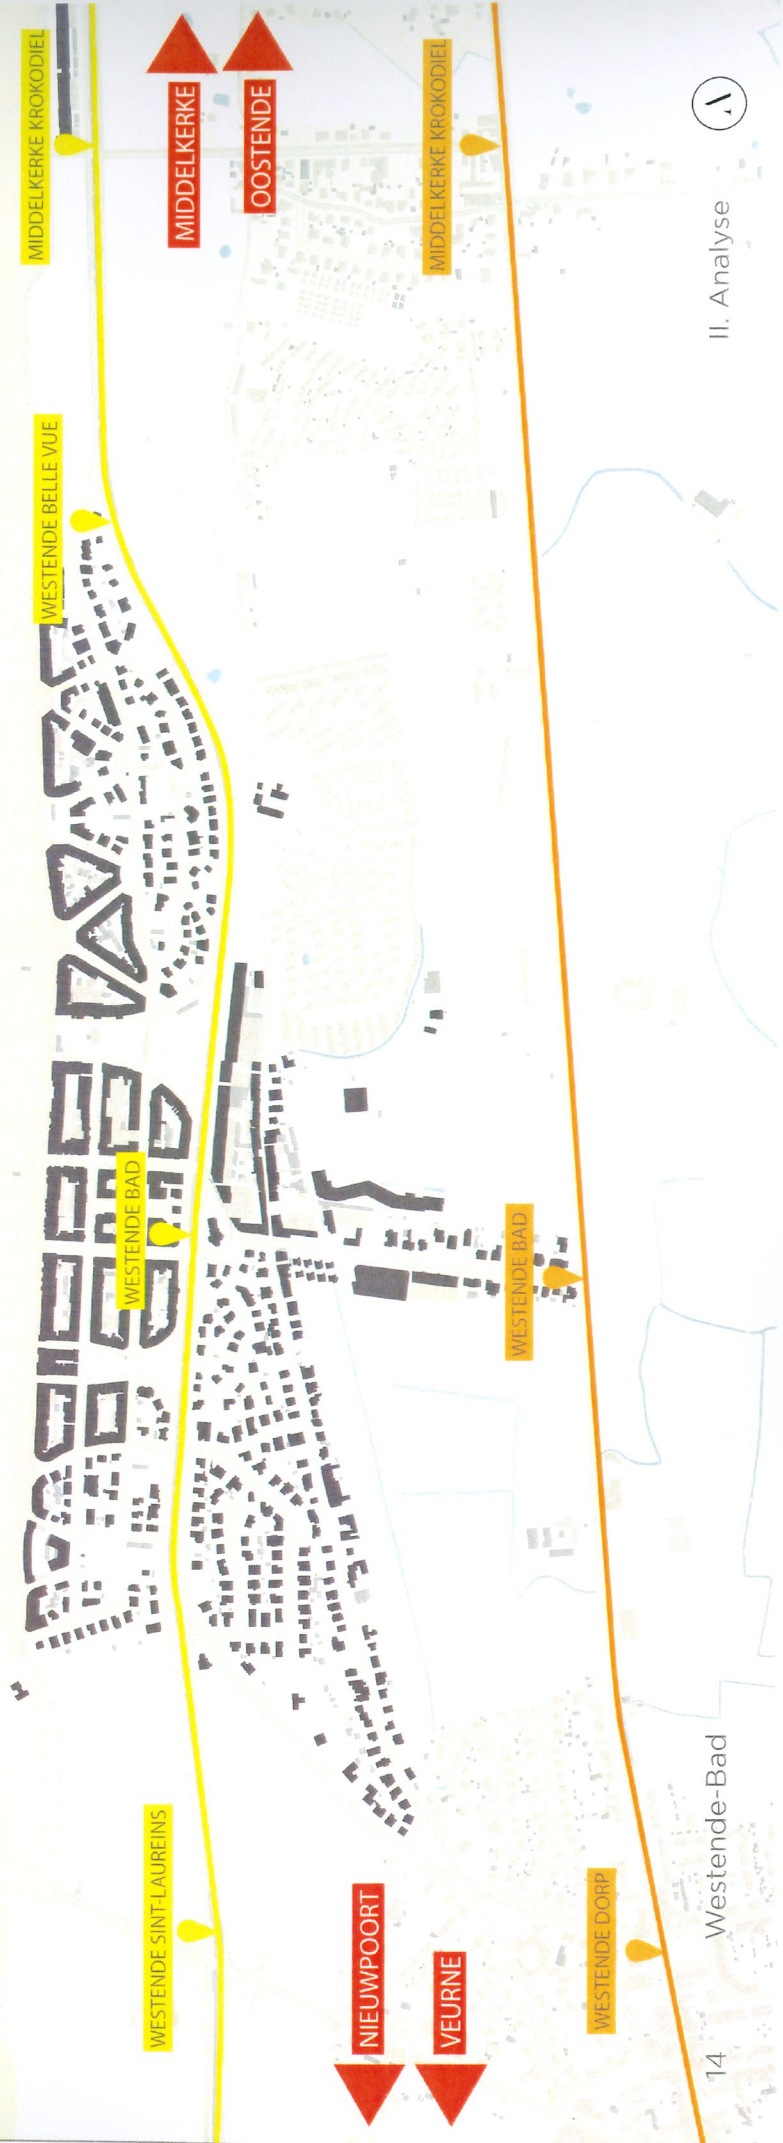 WESTENDE SINT-LAUREINS
WESTENDE BAD
WESTENDE BELLE VUE
MIDDELKERKE KROKODIEL
MIDDELKERKE
OOSTENDE
NIEUWPOORT
VEURNE
WESTENDE DORP
WESTENDE BAD
MIDDELKERKE KROKODIEL
14
Westende-Bad
II. Analyse
A